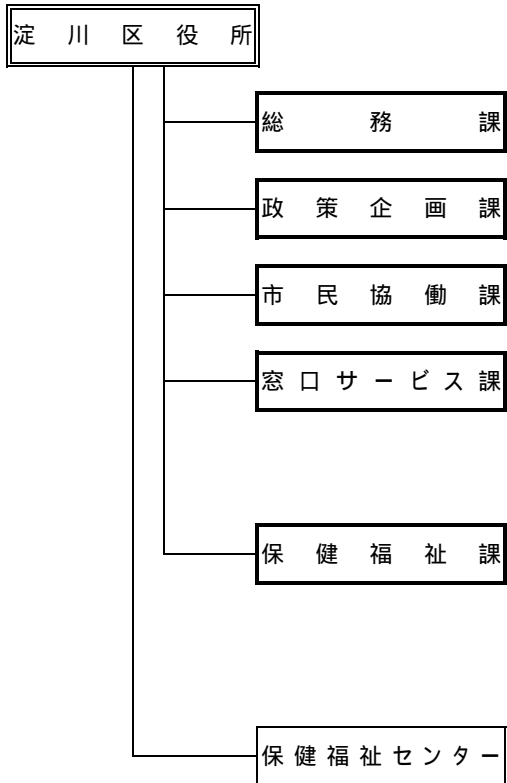 淀川区役所
総務課
政策企画課
市民協働課
窓口サービス課
保健福祉課
保健福祉センター